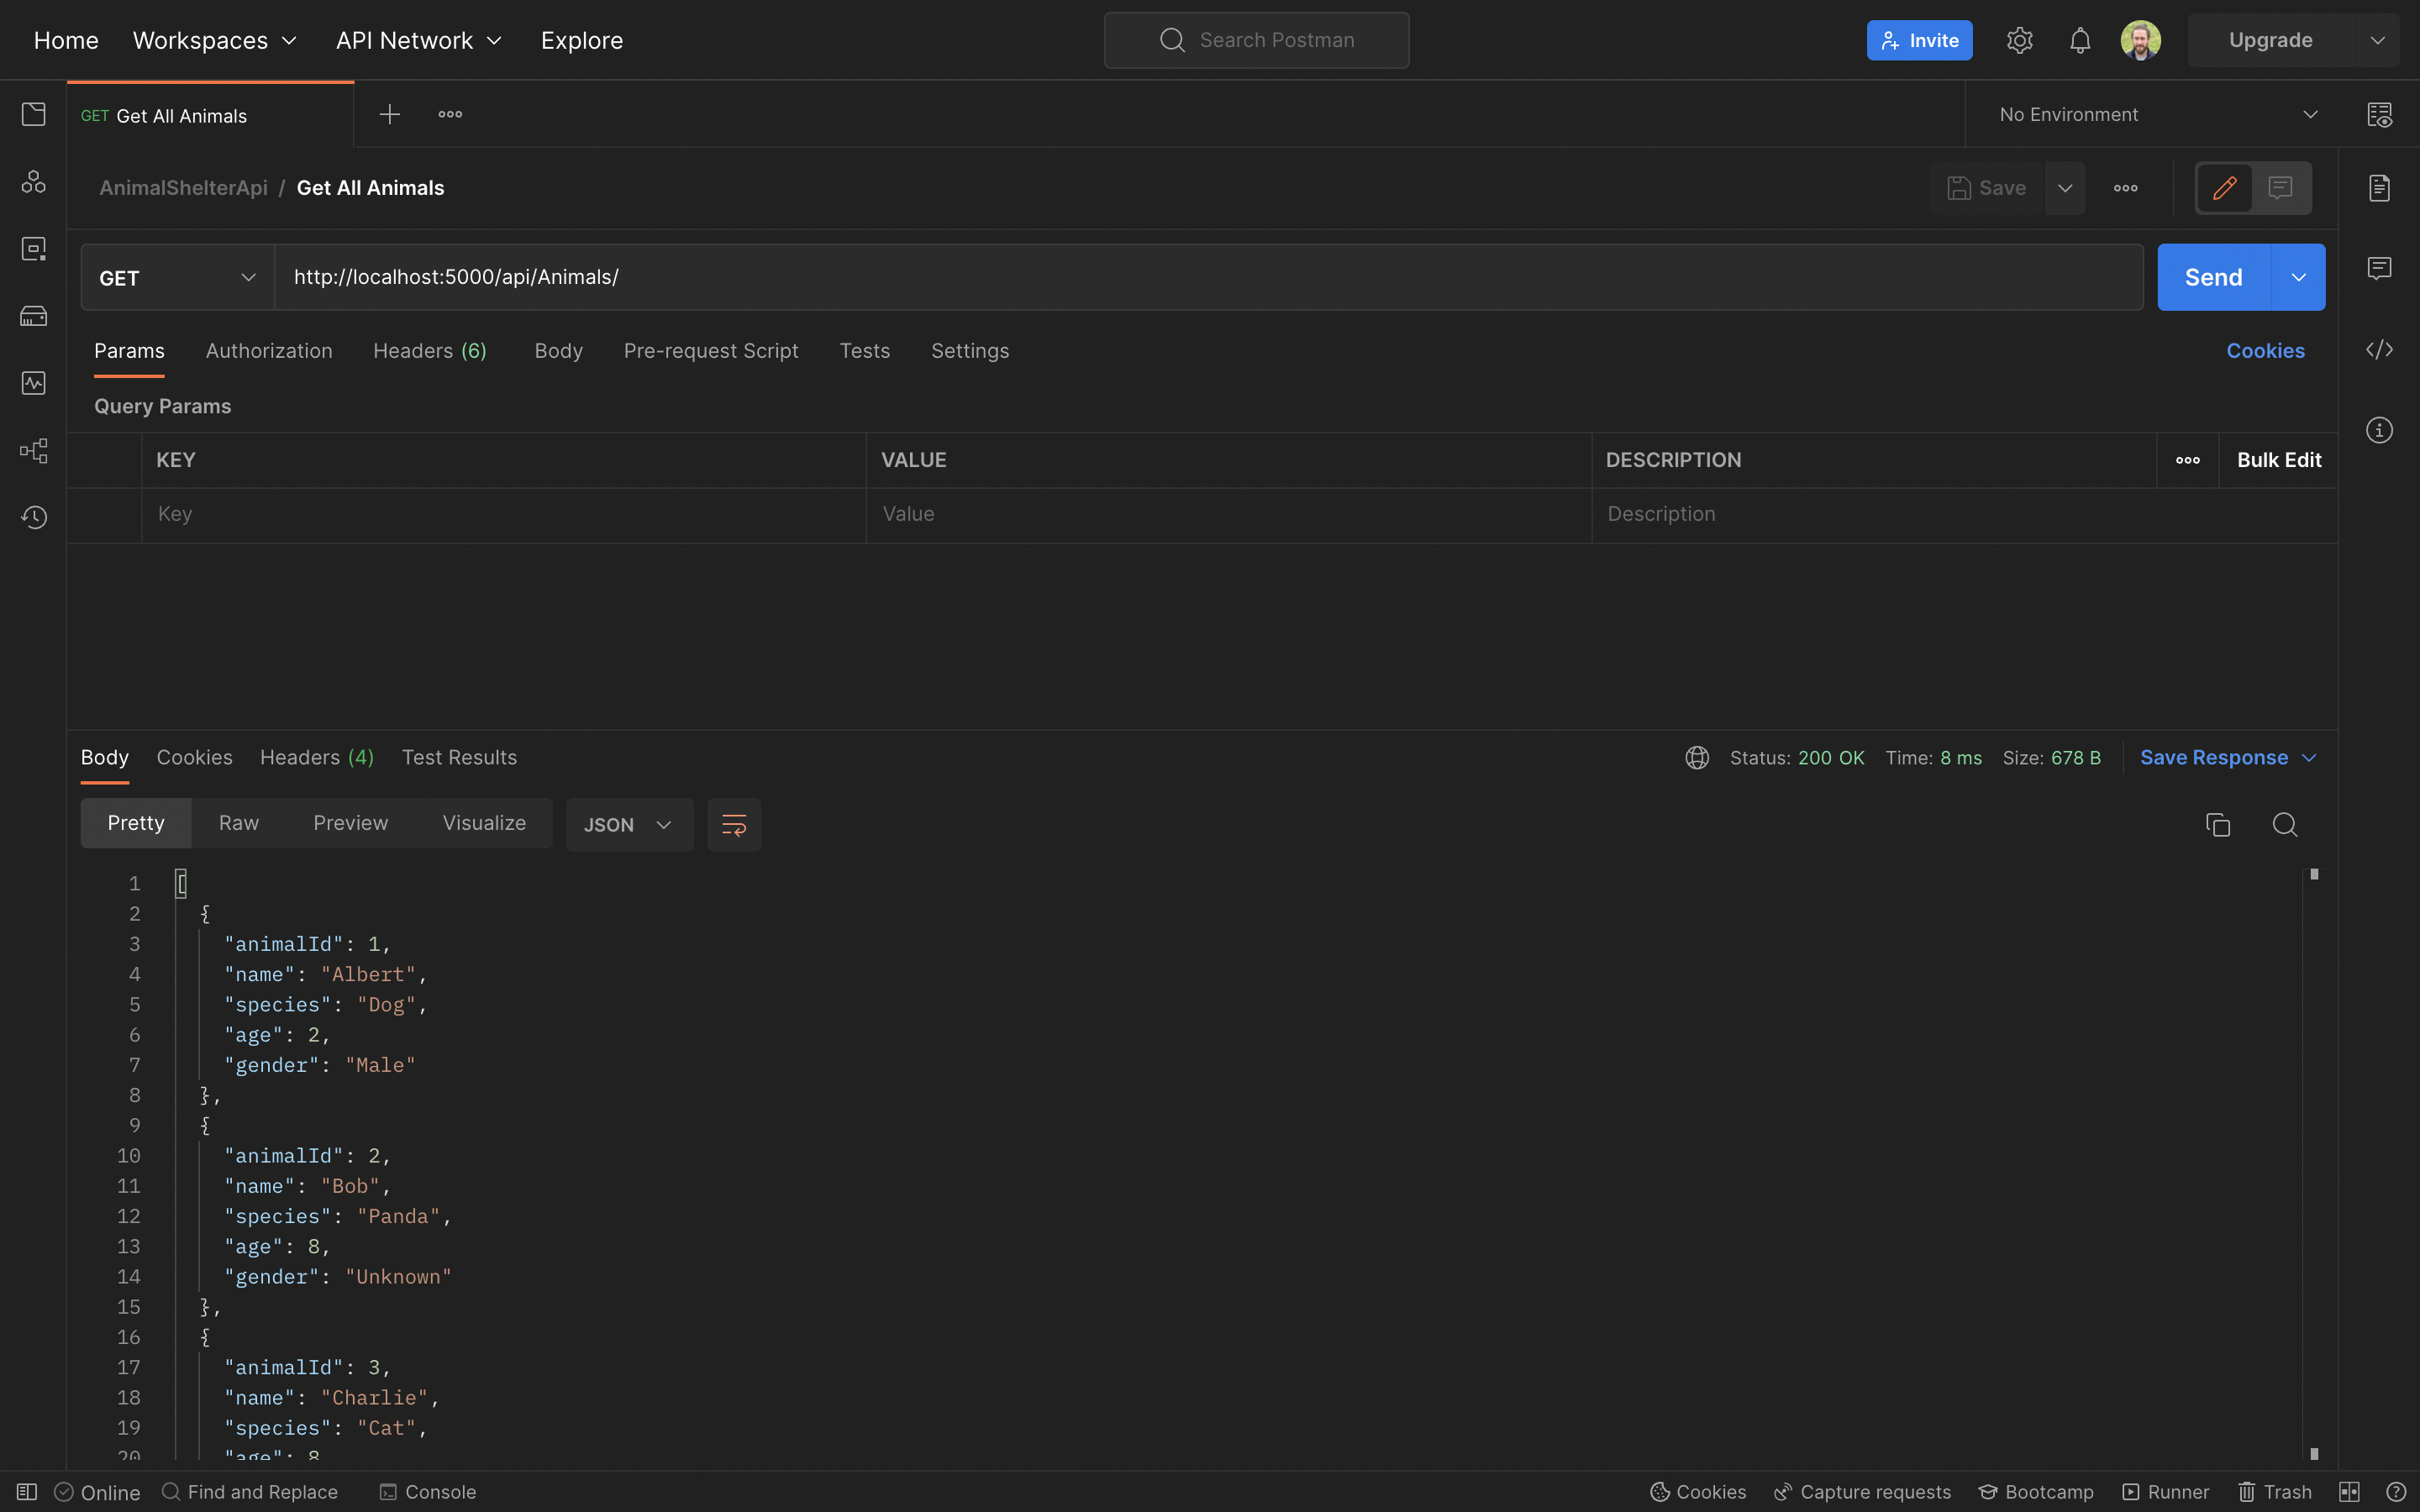 Home Workspaces API Network Explore Search Postman Invite Upgrade
GET Get All Animals No Environment
AnimalShelterApi / Get All Animals Save
GET http://localhost:5000/api/Animals/ Send
Params Authorization Headers (6) Body Pre-request Script Tests Settings Cookies
Query Params
KEY VALUE DESCRIPTION Bulk Edit
Key Value Description
Body Cookies Headers (4) Test Results Status: 200 OK Time: 8 ms Size: 678 B Save Response
Pretty Raw Preview Visualize JSON
1 [
2 {
3 "animalId": 1,
4 "name": "Albert",
5 "species": "Dog",
6 "age": 2,
7 "gender": "Male"
8 },
9 {
10 "animalId": 2,
11 "name": "Bob",
12 "species": "Panda",
13 "age": 8,
14 "gender": "Unknown"
15 },
16 {
17 "animalId": 3,
18 "name": "Charlie",
19 "species": "Cat",
20 "age": 8
Online Find and Replace Console Cookies Capture requests Bootcamp Runner Trash